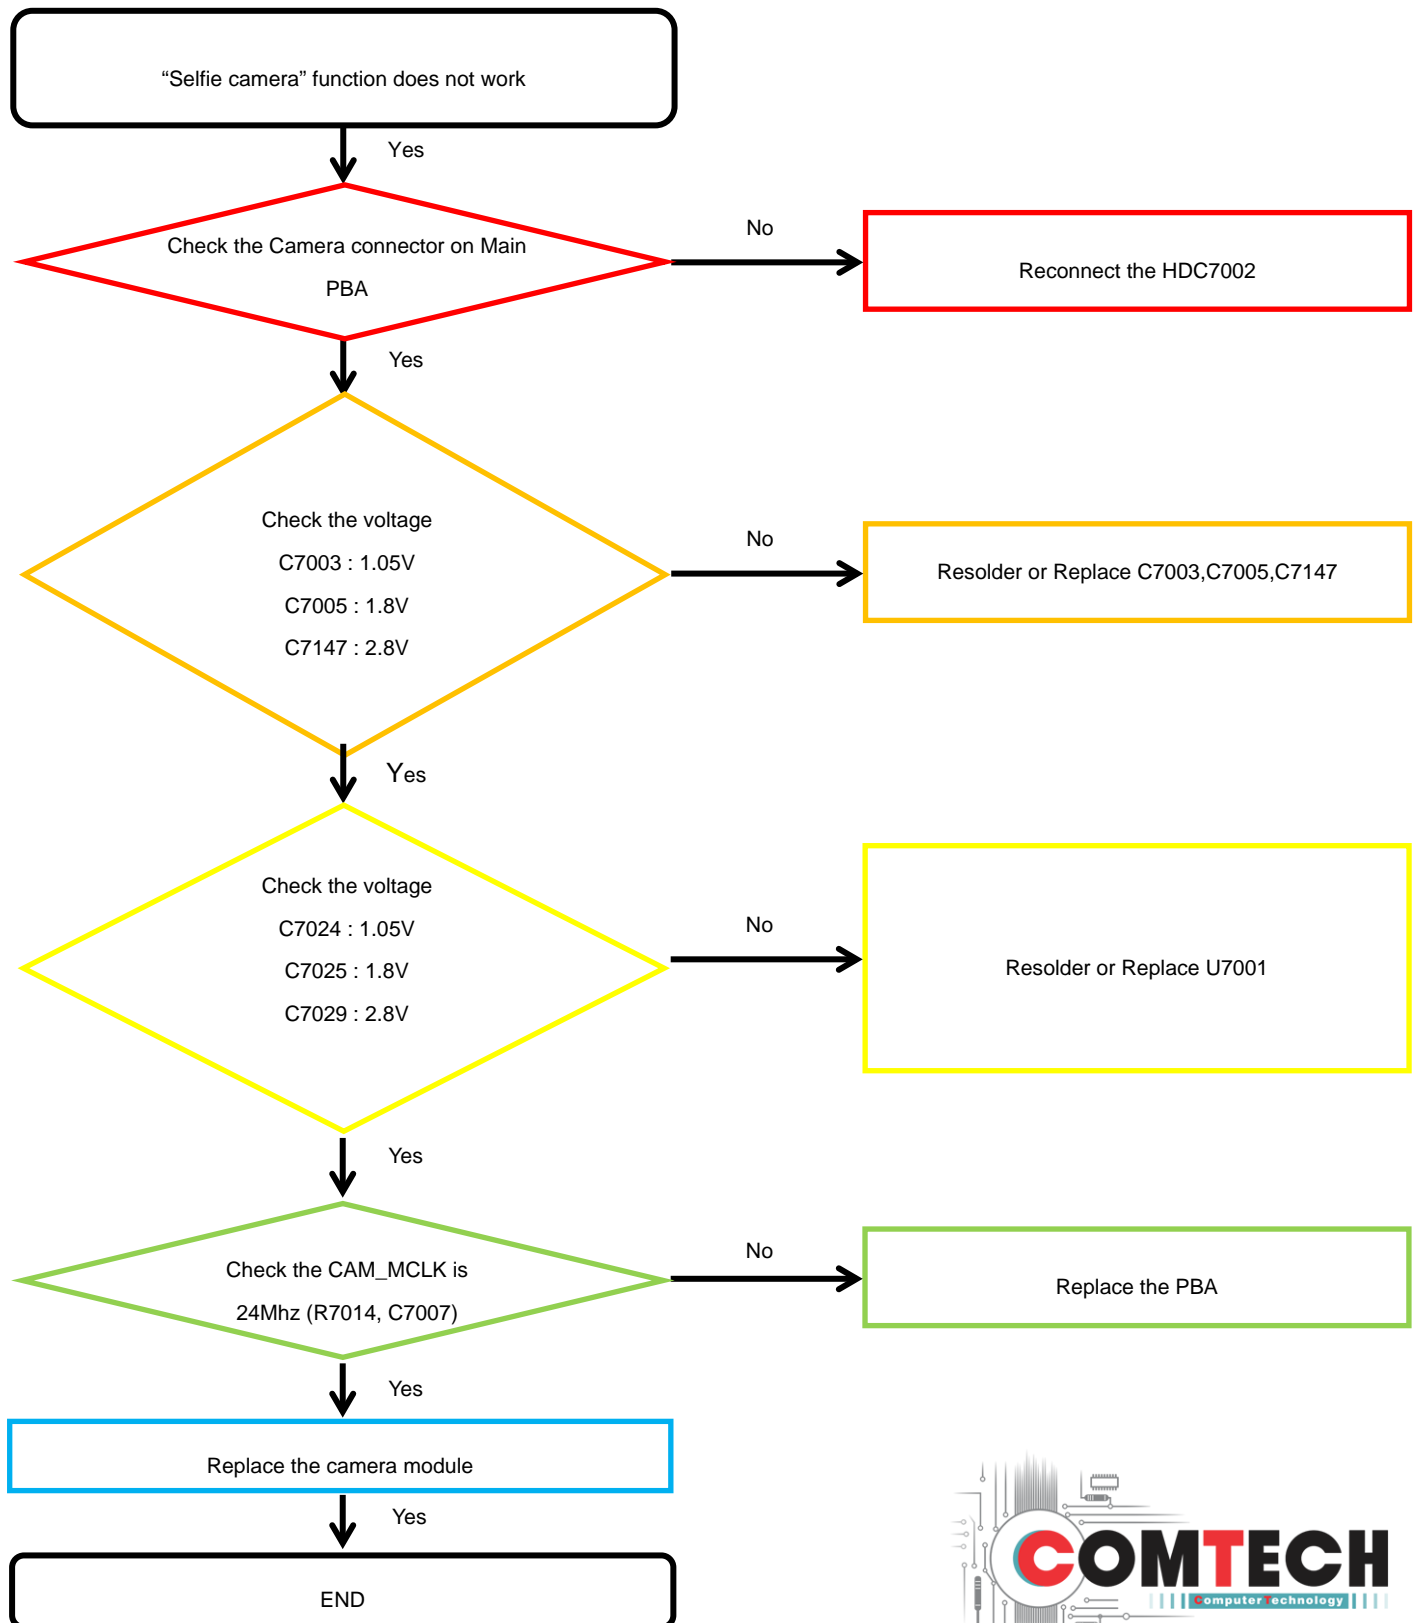 “Selfie camera” function does not work
Yes
Check the Camera connector on Main
PBA
No
Reconnect the HDC7002
Yes
Check the voltage
C7003 : 1.05V
C7005 : 1.8V
C7147 : 2.8V
No
Resolder or Replace C7003,C7005,C7147
Yes
Check the voltage
C7024 : 1.05V
C7025 : 1.8V
C7029 : 2.8V
No
Resolder or Replace U7001
Yes
Check the CAM_MCLK is
24Mhz (R7014, C7007)
No
Replace the PBA
Yes
Replace the camera module
Yes
END
COMTECH
Computer Technology